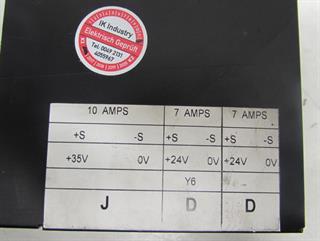 IK Industry
Elektrisch Geprüft
Tel. 0049 2131
4055967
10 AMPS 7 AMPS 7 AMPS
+S -S +S -S +S -S
+35V 0V +24V 0V +24V 0V
Y6
J D D